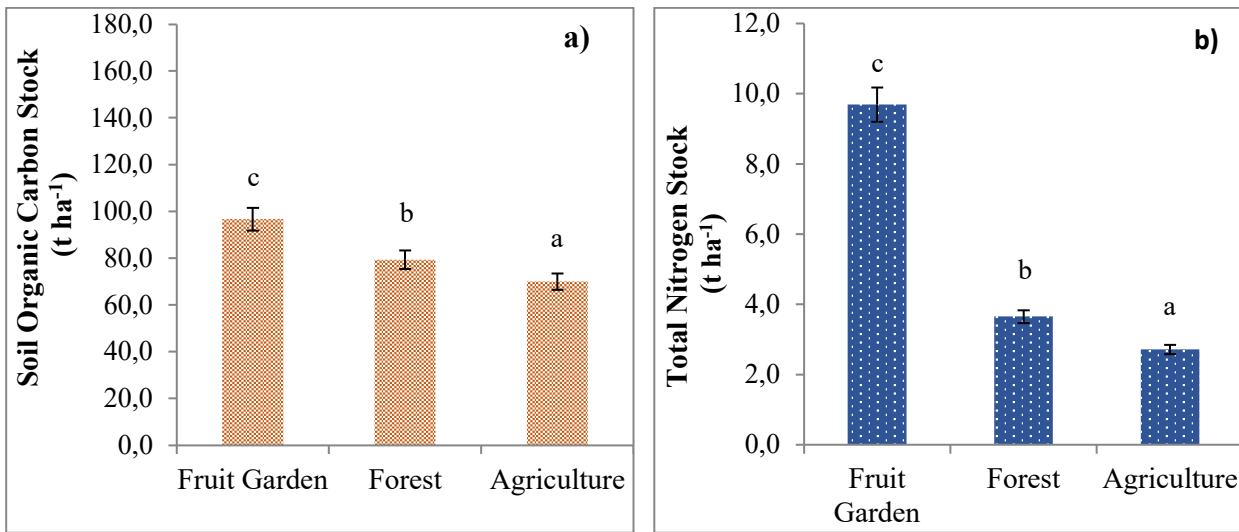 a)
Soil Organic Carbon Stock
(t ha-1)
180,0
160,0
140,0
120,0
100,0
80,0
60,0
40,0
20,0
0,0
c
b
a
Fruit Garden Forest Agriculture
b)
Total Nitrogen Stock
(t ha-1)
12,0
10,0
8,0
6,0
4,0
2,0
0,0
c
b
a
Fruit
Garden
Forest
Agriculture